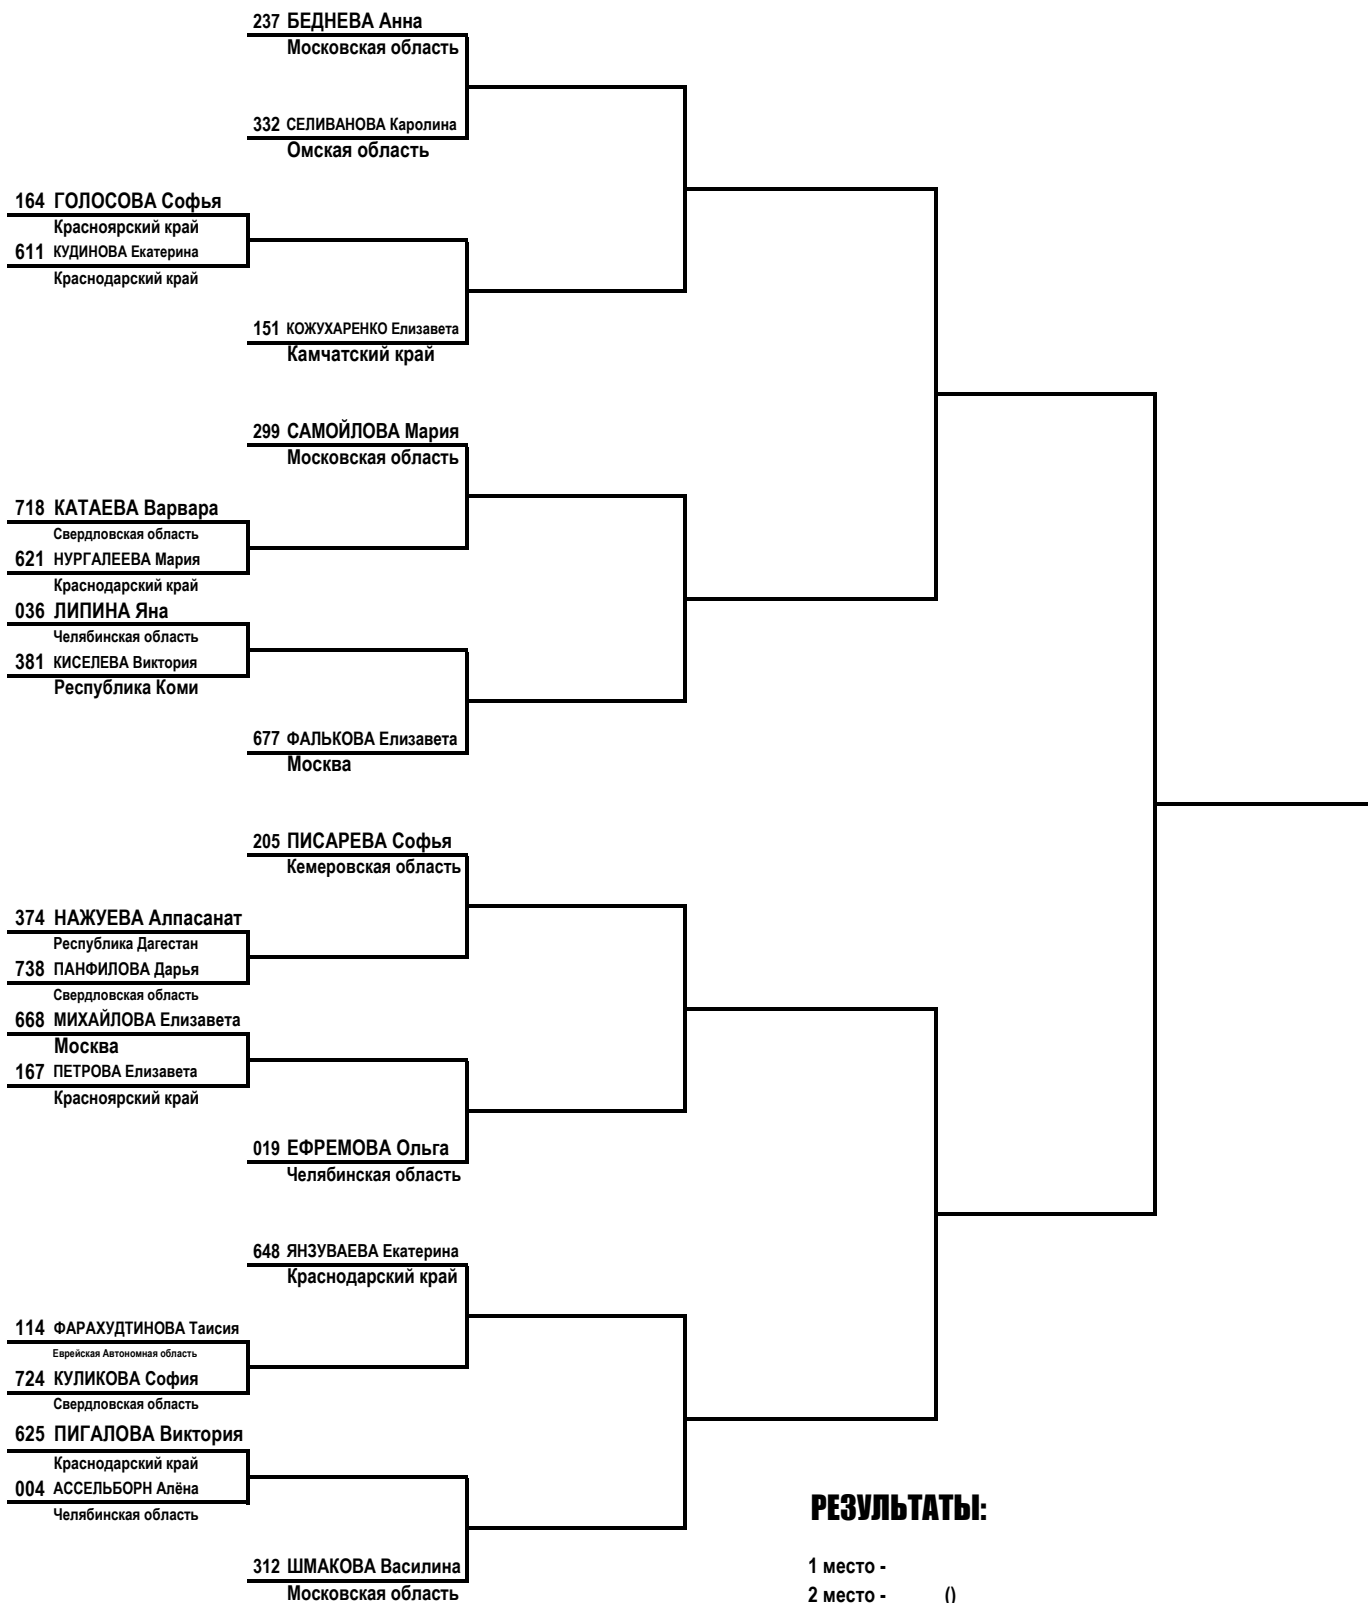 237 БЕДНЕВА Анна
Московская область
332 СЕЛИВАНОВА Каролина
Омская область
164 ГОЛОСОВА Софья
Красноярский край
611 КУДИНОВА Екатерина
Краснодарский край
151 КОЖУХАРЕНКО Елизавета
Камчатский край
299 САМОЙЛОВА Мария
Московская область
718 КАТАЕВА Варвара
Свердловская область
621 НУРГАЛЕЕВА Мария
Краснодарский край
036 ЛИПИНА Яна
Челябинская область
381 КИСЕЛЕВА Виктория
Республика Коми
677 ФАЛЬКОВА Елизавета
Москва
205 ПИСАРЕВА Софья
Кемеровская область
374 НАЖУЕВА Алпасанат
Республика Дагестан
738 ПАНФИЛОВА Дарья
Свердловская область
668 МИХАЙЛОВА Елизавета
Москва
167 ПЕТРОВА Елизавета
Красноярский край
019 ЕФРЕМОВА Ольга
Челябинская область
648 ЯНЗУВАЕВА Екатерина
Краснодарский край
114 ФАРАХУДТИНОВА Таисия
Еврейская Автономная область
724 КУЛИКОВА София
Свердловская область
625 ПИГАЛОВА Виктория
Краснодарский край
004 АССЕЛЬБОРН Алёна
Челябинская область
312 ШМАКОВА Василина
Московская область
РЕЗУЛЬТАТЫ:
1 место -
2 место - ()